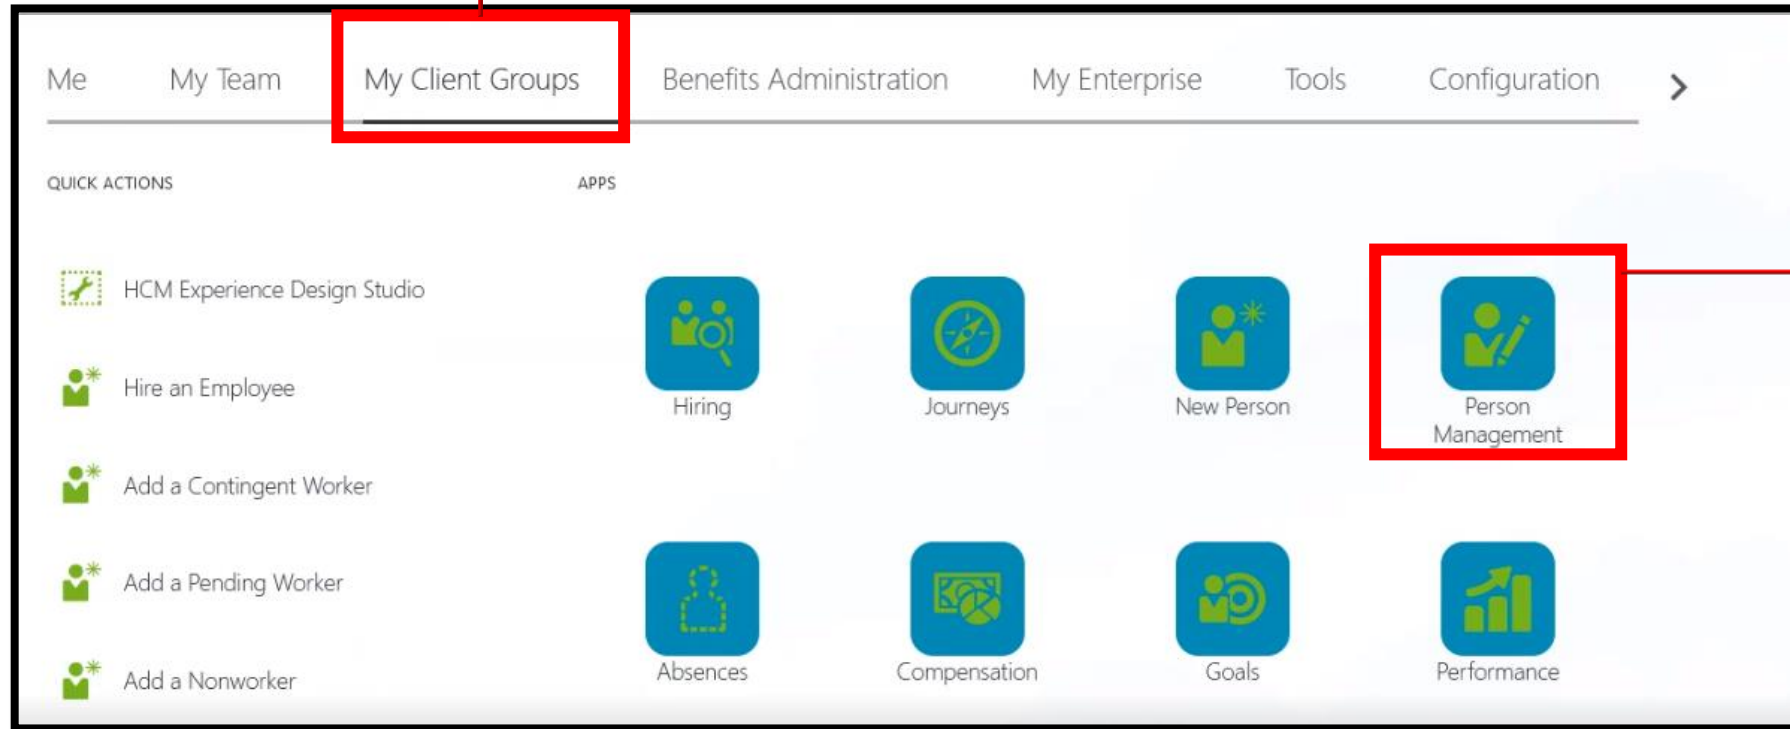 Me My Team My Client Groups Benefits Administration My Enterprise Tools Configuration
QUICK ACTIONS
APPS
HCM Experience Design Studio
Hire an Employee
Add a Contingent Worker
Add a Pending Worker
Add a Nonworker
Hiring
Journeys
New Person
Person
Management
Absences
Compensation
Goals
Performance